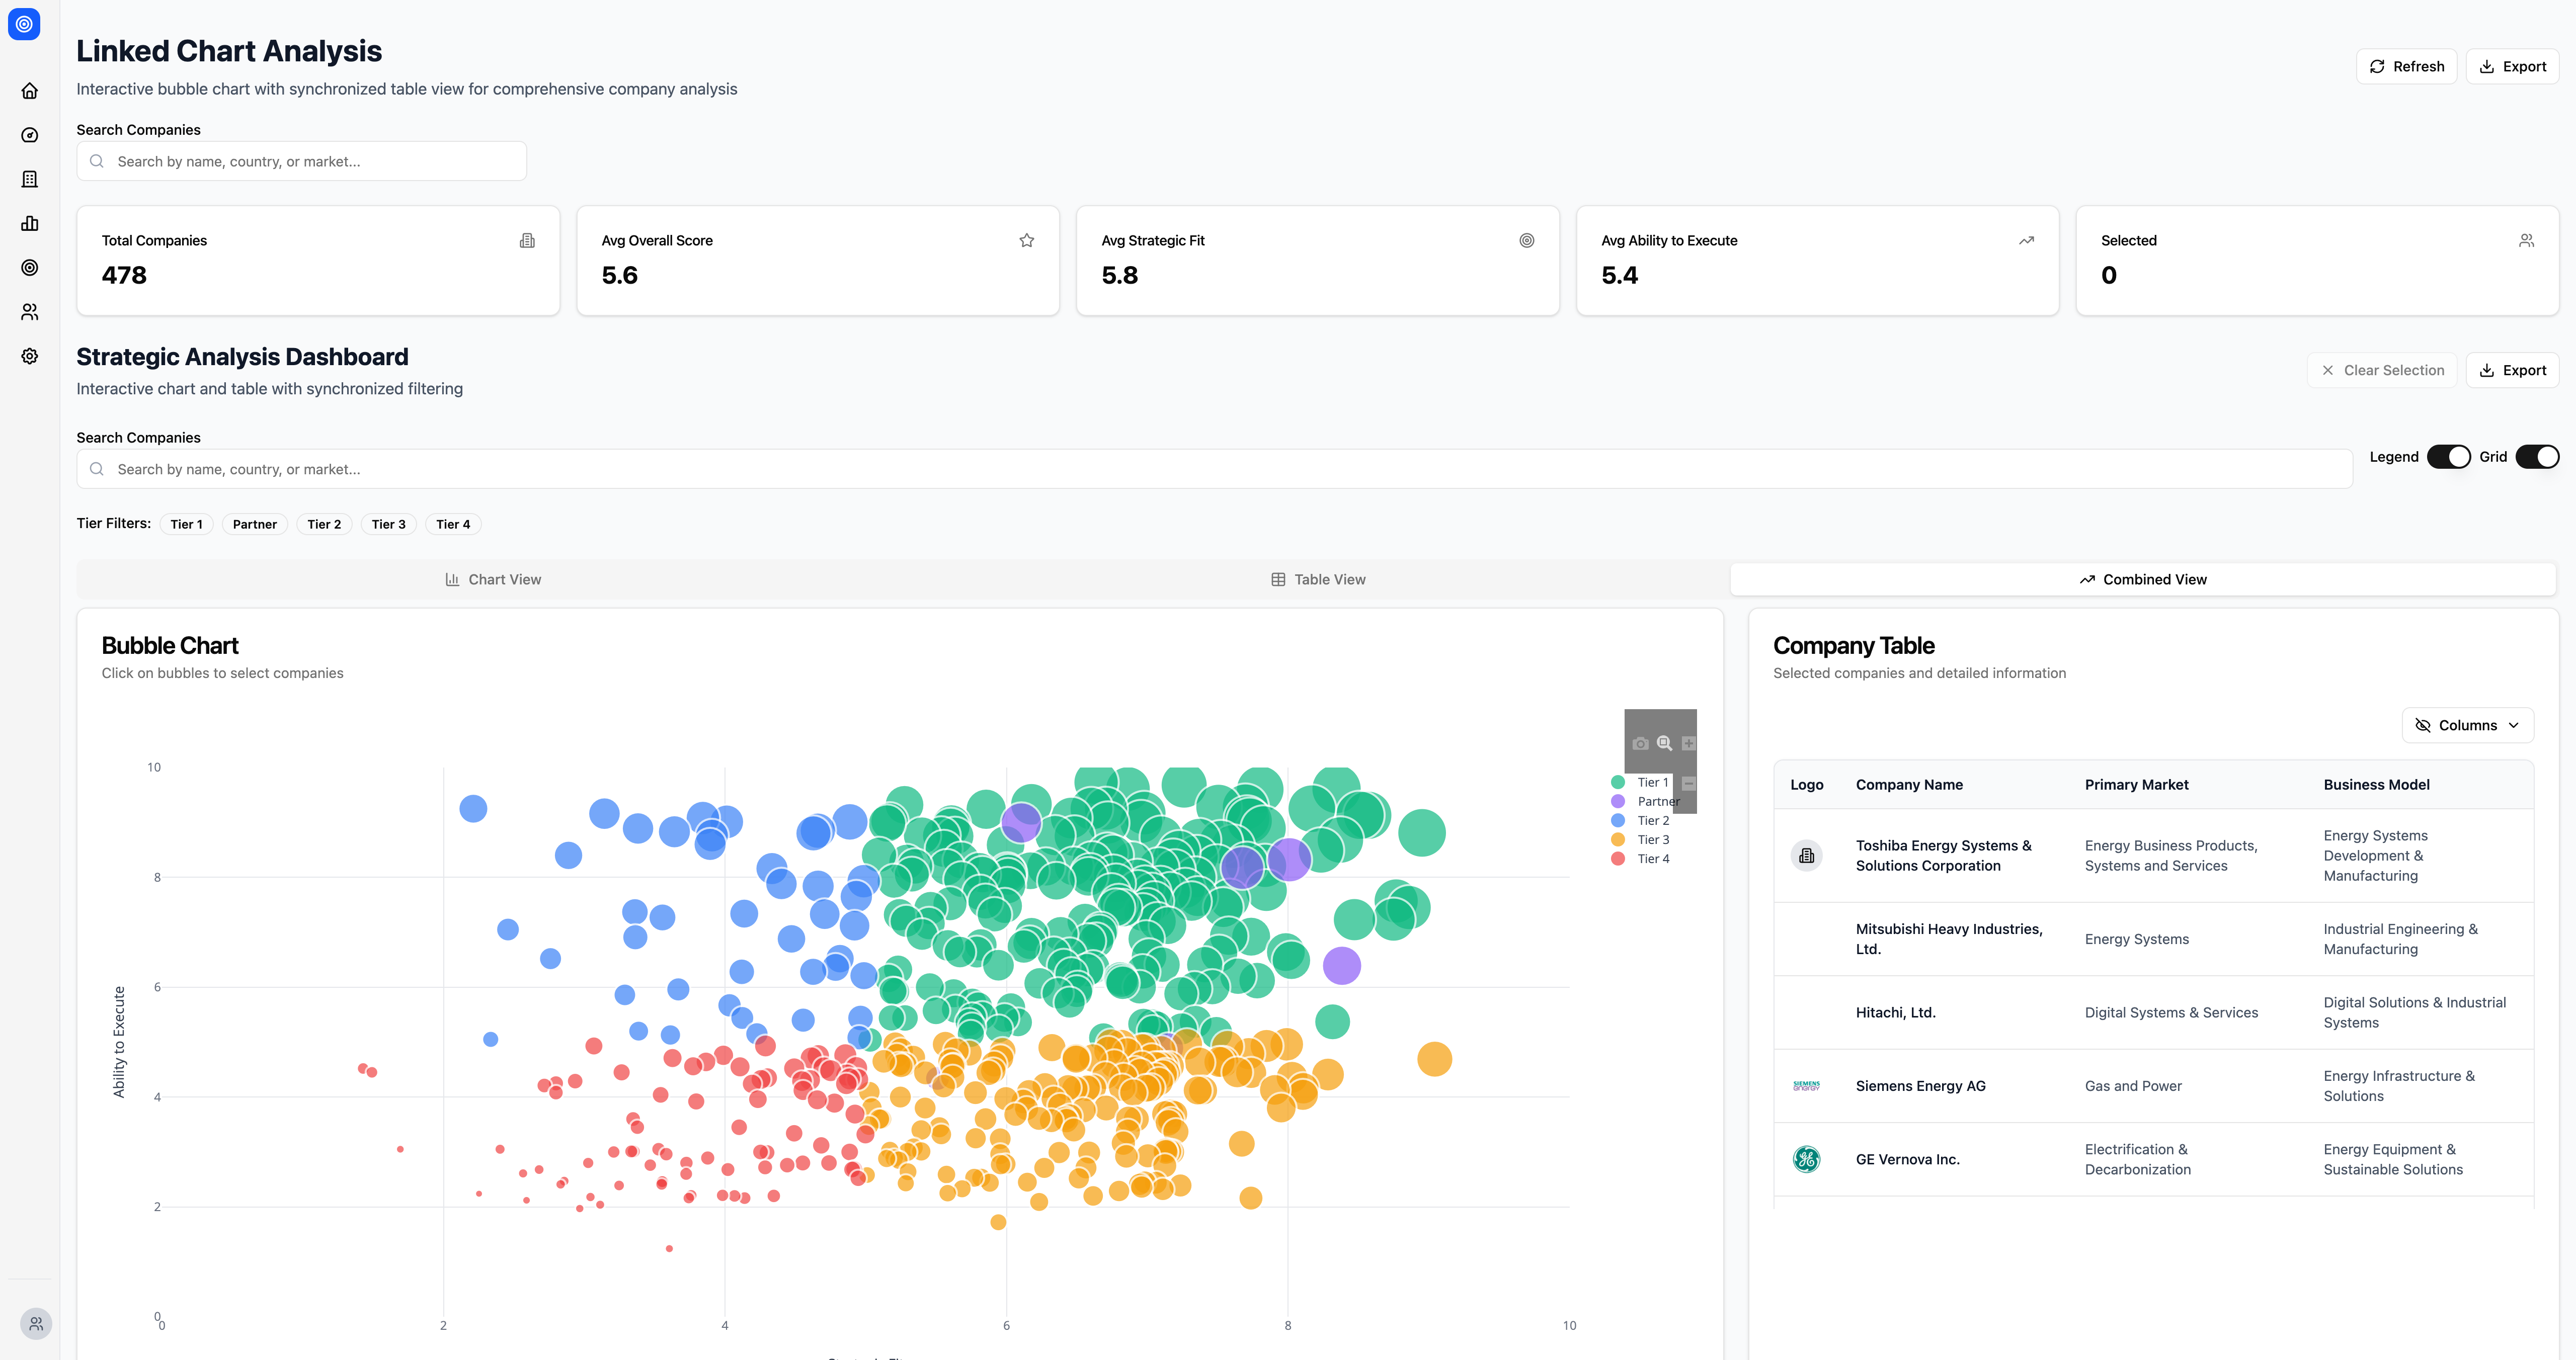 Linked Chart Analysis
Interactive bubble chart with synchronized table view for comprehensive company analysis
Refresh
Export
Search Companies
Search by name, country, or market...
Total Companies
478
Avg Overall Score
5.6
Avg Strategic Fit
5.8
Avg Ability to Execute
5.4
Selected
0
Strategic Analysis Dashboard
Interactive chart and table with synchronized filtering
Clear Selection
Export
Search Companies
Search by name, country, or market...
Legend
Grid
Tier Filters:
Tier 1
Partner
Tier 2
Tier 3
Tier 4
Chart View
Table View
Combined View
Bubble Chart
Click on bubbles to select companies
Ability to Execute
10
8
6
4
2
0
0
2
4
6
8
10
Tier 1
Partner
Tier 2
Tier 3
Tier 4
Company Table
Selected companies and detailed information
Columns
Logo
Company Name
Primary Market
Business Model
Toshiba Energy Systems &
Solutions Corporation
Energy Business Products,
Systems and Services
Energy Systems
Development &
Manufacturing
Mitsubishi Heavy Industries,
Ltd.
Energy Systems
Industrial Engineering &
Manufacturing
Hitachi, Ltd.
Digital Systems & Services
Digital Solutions & Industrial
Systems
SIEMENS
energy
Siemens Energy AG
Gas and Power
Energy Infrastructure &
Solutions
GE
GE Vernova Inc.
Electrification &
Decarbonization
Energy Equipment &
Sustainable Solutions